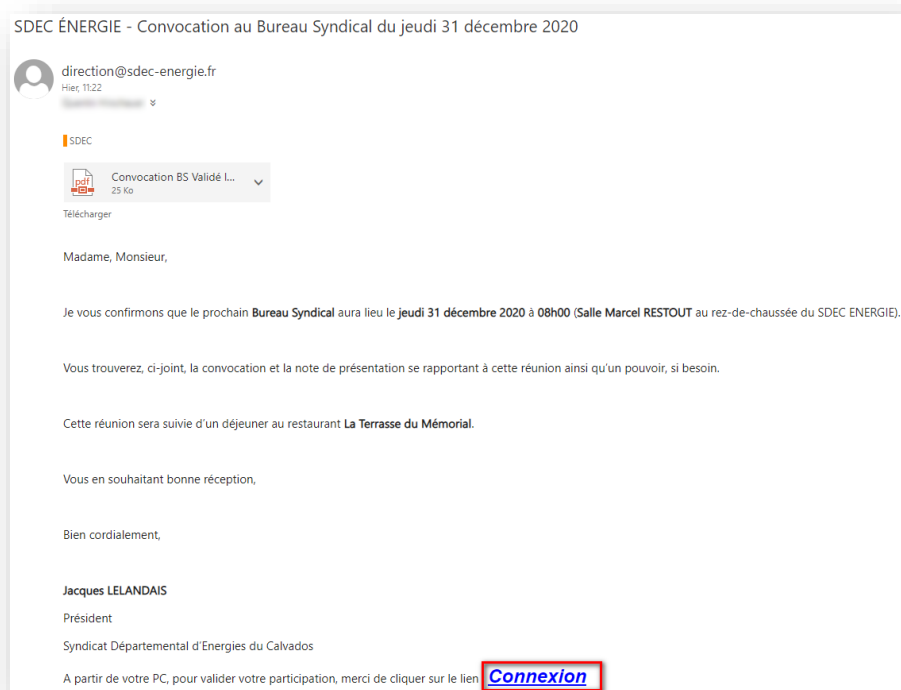 SDEC ÉNERGIE - Convocation au Bureau Syndical du jeudi 31 décembre 2020
direction@sdec-energie.fr
Hier, 11:22
SDEC
pdf
Convocation BS Validé I...
25 Ko
Télécharger
Madame, Monsieur,
Je vous confirmons que le prochain Bureau Syndical aura lieu le jeudi 31 décembre 2020 à 08h00 (Salle Marcel RESTOUT au rez-de-chaussée du SDEC ENERGIE).
Vous trouverez, ci-joint, la convocation et la note de présentation se rapportant à cette réunion ainsi qu'un pouvoir, si besoin.
Cette réunion sera suivie d'un déjeuner au restaurant La Terrasse du Mémorial.
Vous en souhaitant bonne réception,
Bien cordialement,
Jacques LELANDAIS
Président
Syndicat Départemental d'Energies du Calvados
A partir de votre PC, pour valider votre participation, merci de cliquer sur le lien Connexion